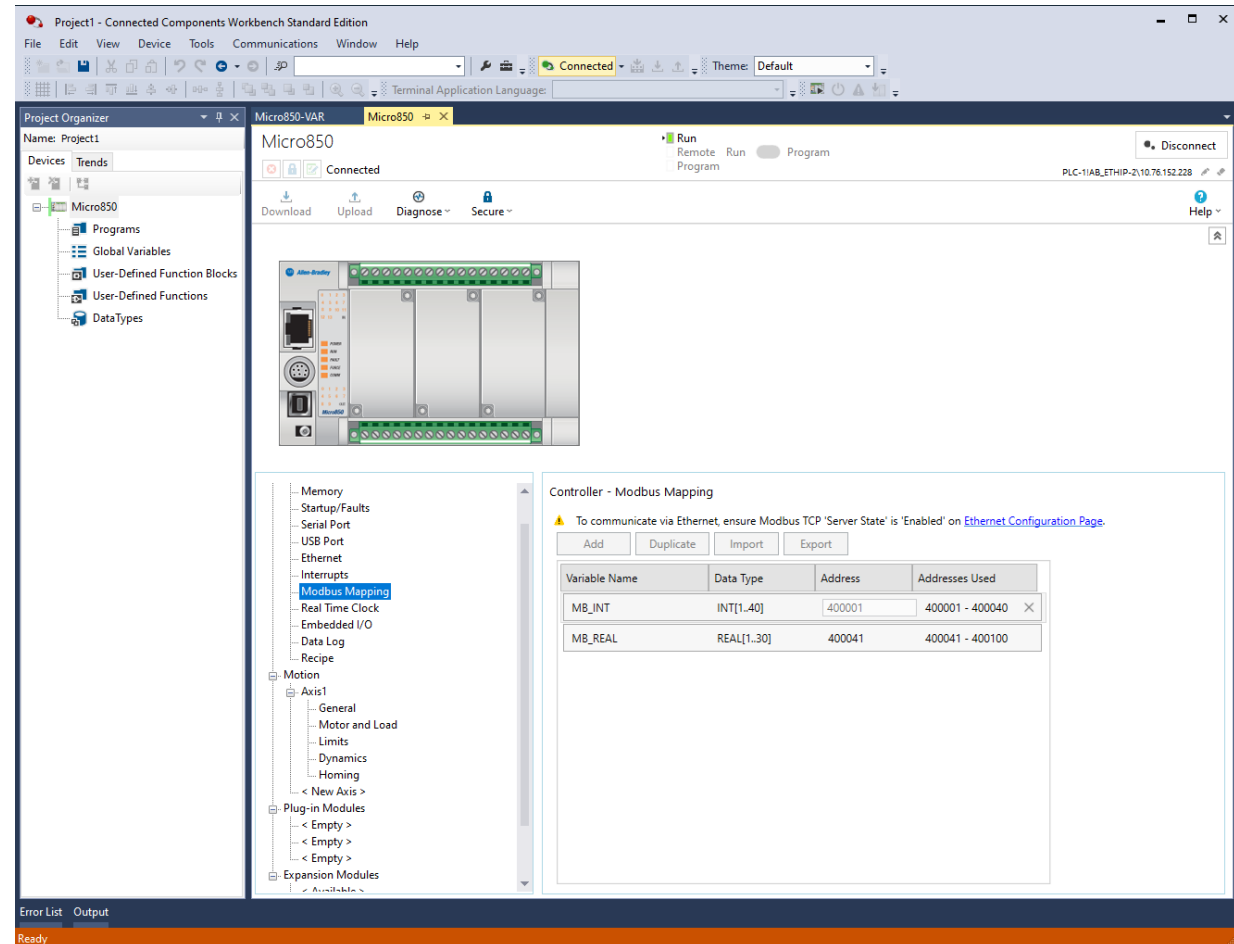 Project1 - Connected Components Workbench Standard Edition
File Edit View Device Tools Communications Window Help
Connected Theme: Default
Terminal Application Language:
Project Organizer
Name: Project1
Devices Trends
Micro850
Programs
Global Variables
User-Defined Function Blocks
User-Defined Functions
DataTypes
Micro850-VAR Micro850
Micro850
Connected
Run
Remote Run Program
Program
Disconnect
PLC-1!AB_ETHIP-2\10.76.152.228
Download Upload Diagnose Secure Help
Allen-Bradley
Micro850
Memory
Startup/Faults
Serial Port
USB Port
Ethernet
Interrupts
Modbus Mapping
Real Time Clock
Embedded I/O
Data Log
Recipe
Motion
Axis1
General
Motor and Load
Limits
Dynamics
Homing
< New Axis >
Plug-in Modules
< Empty >
< Empty >
< Empty >
Expansion Modules
< Available >
Controller - Modbus Mapping
To communicate via Ethernet, ensure Modbus TCP 'Server State' is 'Enabled' on Ethernet Configuration Page.
Add Duplicate Import Export
Variable Name Data Type Address Addresses Used
MB_INT INT[1..40] 400001 400001 - 400040
MB_REAL REAL[1..30] 400041 400041 - 400100
Error List Output
Ready